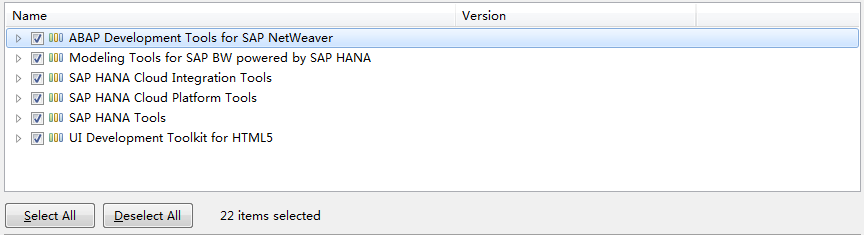 Name Version
ABAP Development Tools for SAP NetWeaver
Modeling Tools for SAP BW powered by SAP HANA
SAP HANA Cloud Integration Tools
SAP HANA Cloud Platform Tools
SAP HANA Tools
UI Development Toolkit for HTML5
Select All Deselect All 22 items selected